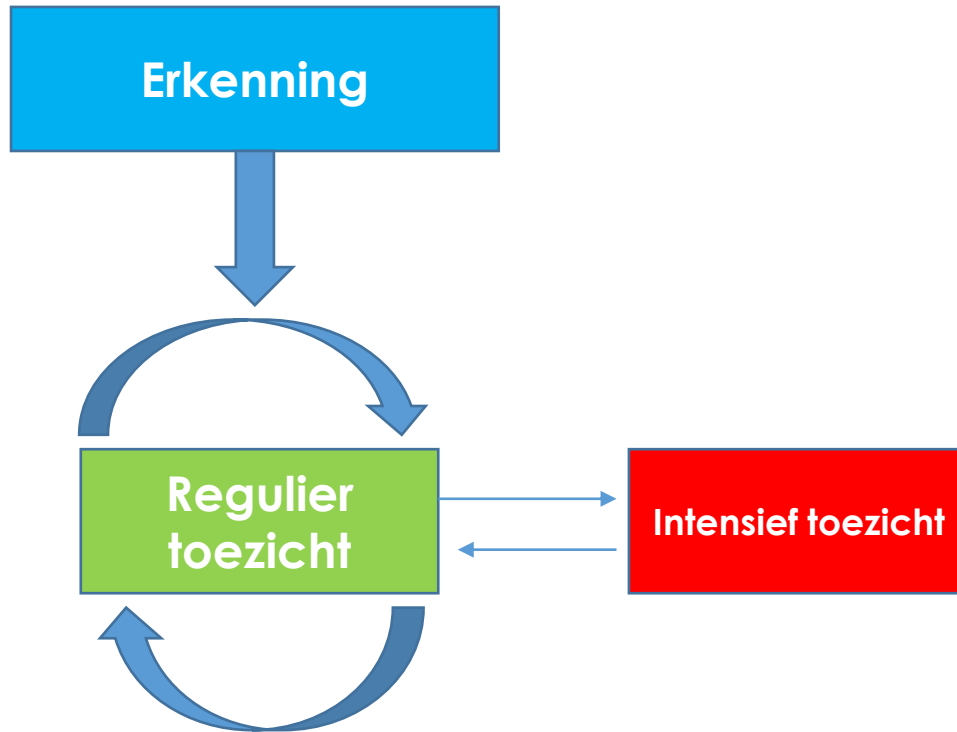 Erkenning
Regulier
toezicht
Intensief toezicht